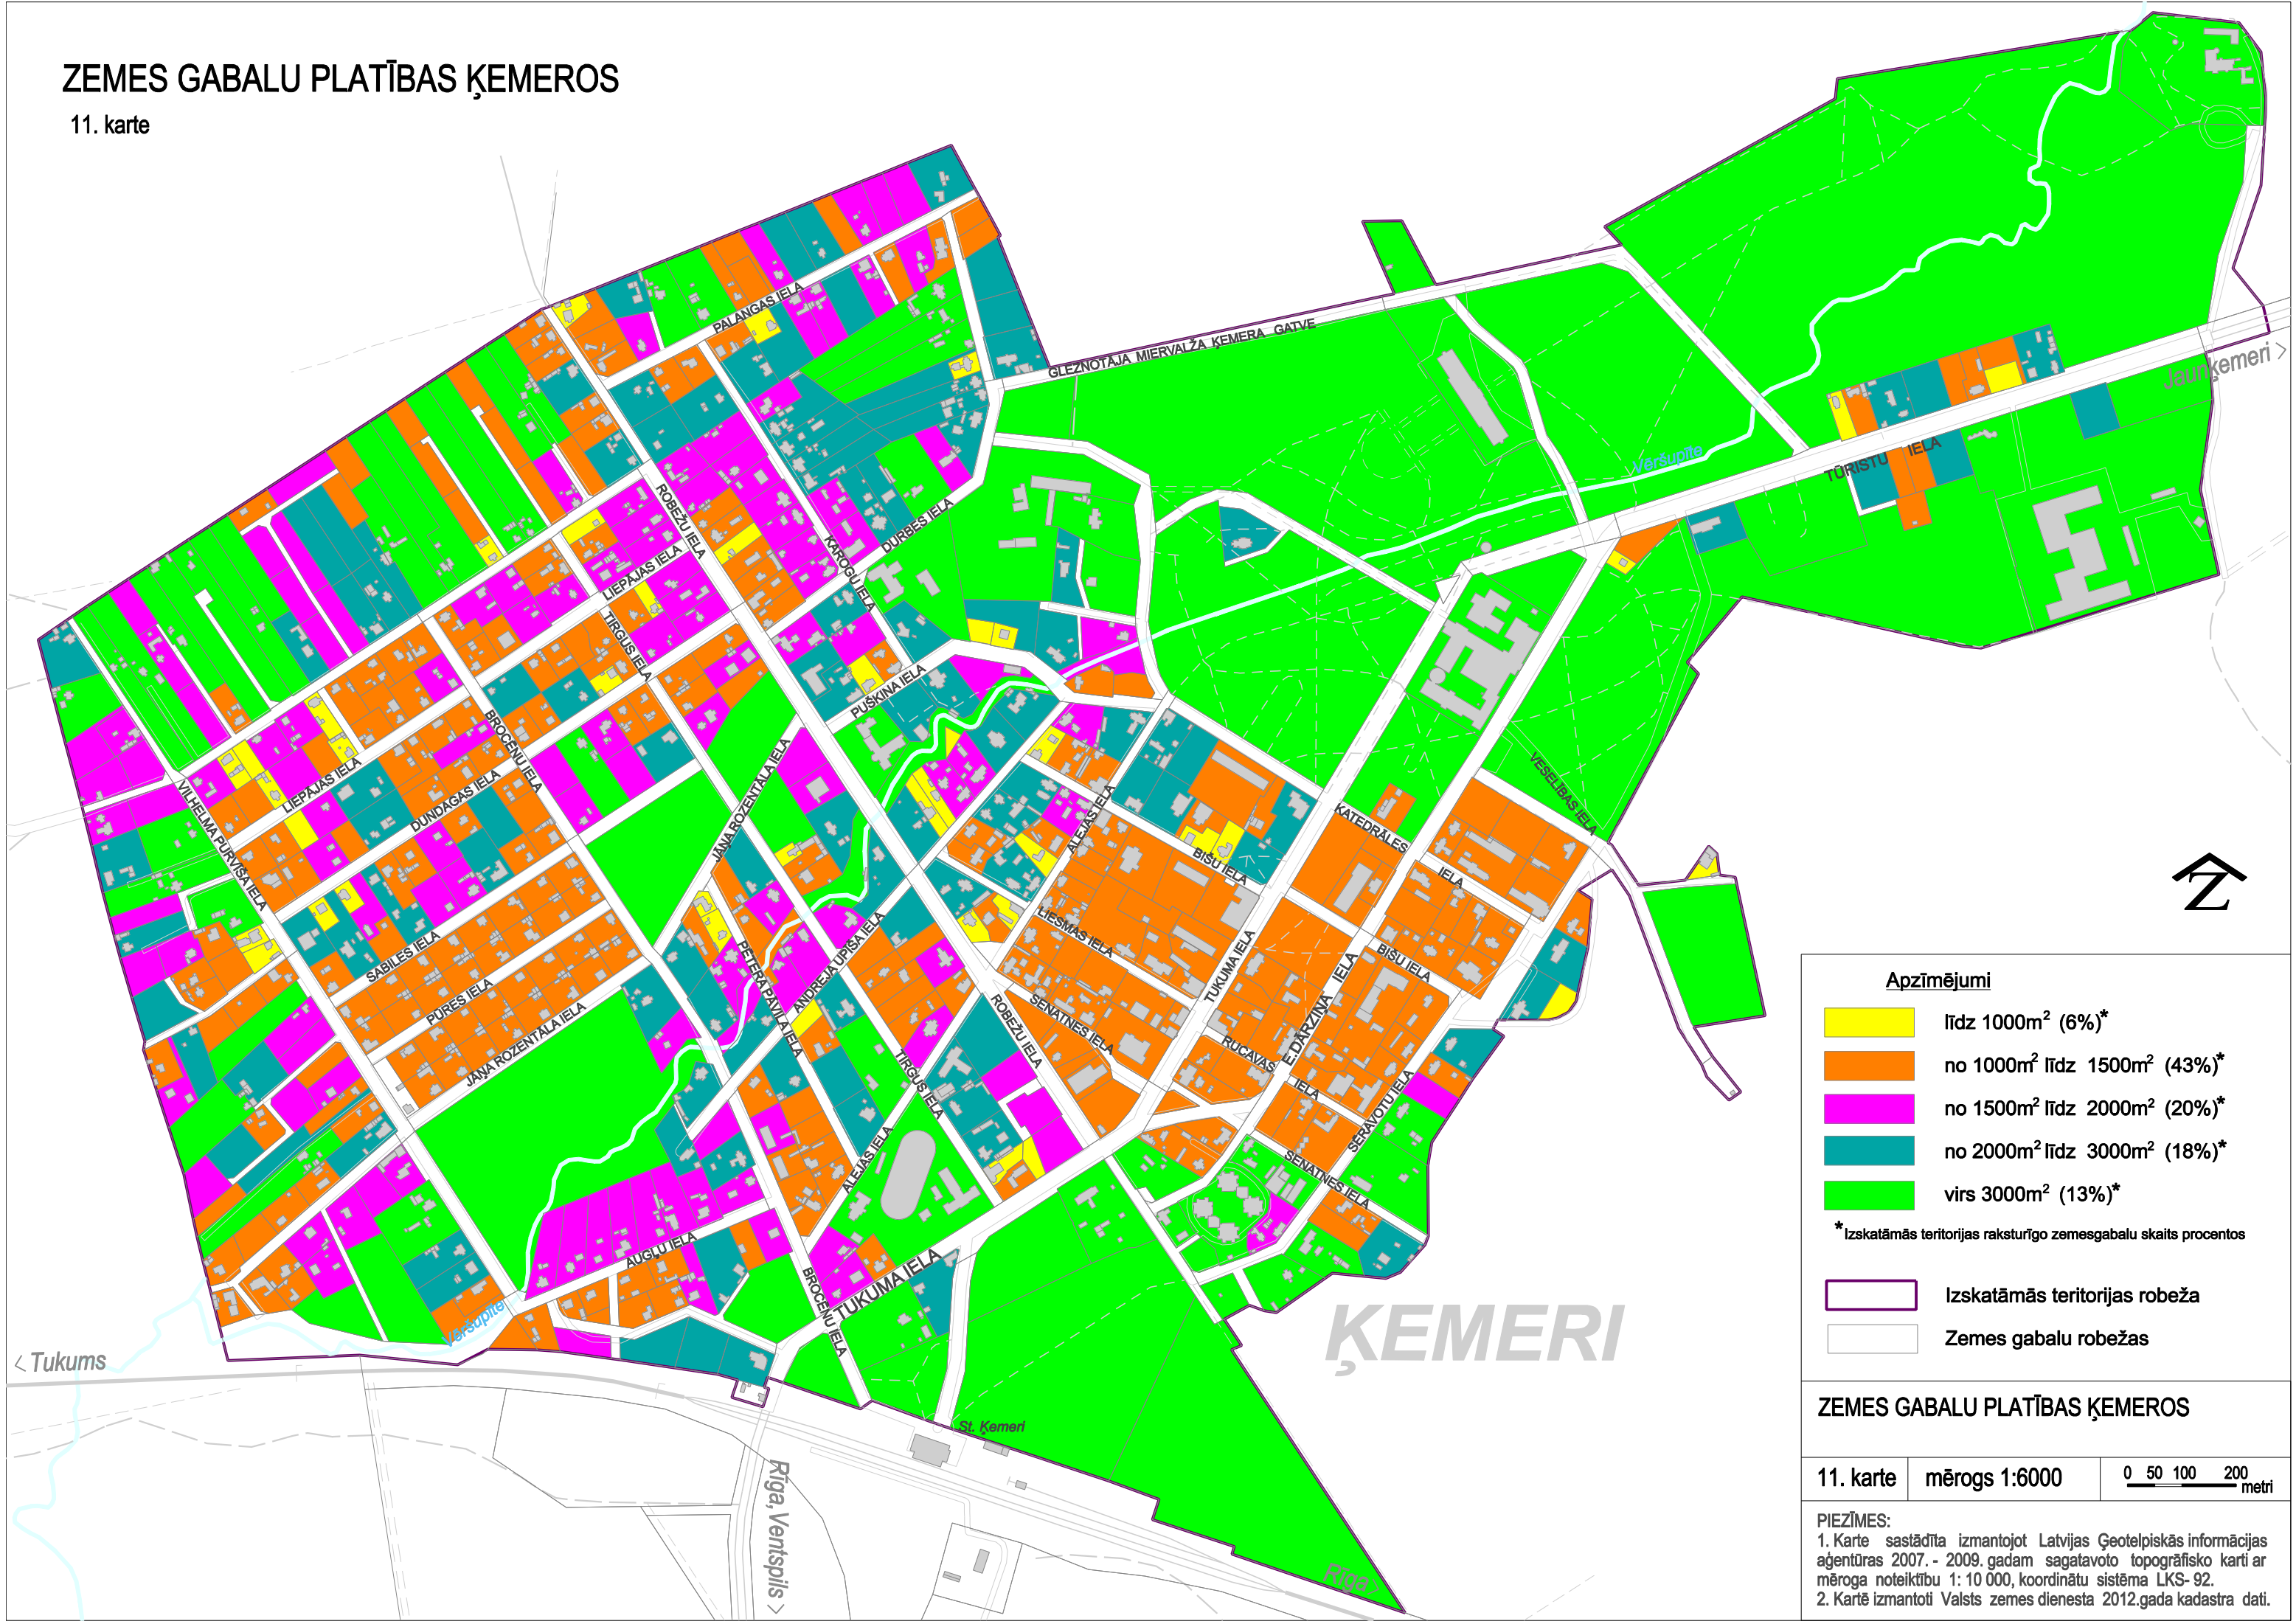 ZEMES GABALU PLATĪBAS ĶEMEROS
11. karte
PALANGAS IELA
GLEZNOTĀJA MIERVALŽA ĶEMERA GATVE
Jaunķemeri >
Vēršupīte
TŪRISTU IELA
ROBEŽU IELA
DURBES IELA
KAROGU IELA
LIEPĀJAS IELA
TIRGUS IELA
PUŠKINA IELA
BROCĒNU IELA
JĀŅA ROZENTĀLA IELA
VESELĪBAS IELA
LIEPĀJAS IELA
DUNDAGAS IELA
VILHELMA PURVĪŠA IELA
ALEJAS IELA
KATEDRĀLES IELA
BIŠU IELA
SABILES IELA
LIESMAS IELA
PĒTERA PĀVILA IELA
ANDREJA UPĪŠA IELA
TUKUMA IELA
E.DĀRZIŅA IELA
BIŠU IELA
PŪRES IELA
JĀŅA ROZENTĀLA IELA
SENATNES IELA
ROBEŽU IELA
RUCAVAS IELA
TIRGUS IELA
SĒRAVOTU IELA
ALEJAS IELA
SENATNES IELA
AUGĻU IELA
BROCĒNU IELA
TUKUMA IELA
Vēršupīte
ĶEMERI
< Tukums
St. Ķemeri
Rīga, Ventspils >
Rīga >
Z
Apzīmējumi
līdz 1000m² (6%)*
no 1000m² līdz 1500m² (43%)*
no 1500m² līdz 2000m² (20%)*
no 2000m² līdz 3000m² (18%)*
virs 3000m² (13%)*
*Izskatāmās teritorijas raksturīgo zemesgabalu skaits procentos
Izskatāmās teritorijas robeža
Zemes gabalu robežas
ZEMES GABALU PLATĪBAS ĶEMEROS
11. karte mērogs 1:6000 0 50 100 200 metri
PIEZĪMES:
1. Karte sastādīta izmantojot Latvijas Ģeotelpiskās informācijas
aģentūras 2007. - 2009. gadam sagatavoto topogrāfisko karti ar
mēroga noteiktību 1: 10 000, koordinātu sistēma LKS- 92.
2. Kartē izmantoti Valsts zemes dienesta 2012.gada kadastra dati.